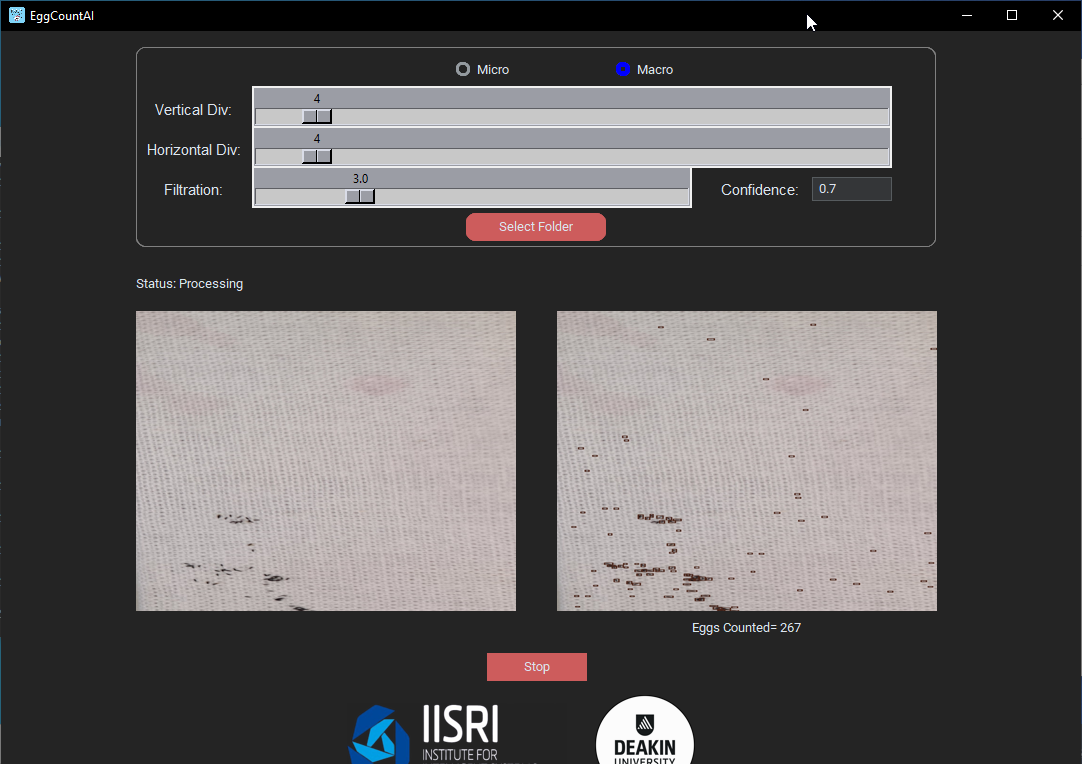 EggCountAI
Micro Macro
Vertical Div: 4
Horizontal Div: 4
Filtration: 3.0 Confidence: 0.7
Select Folder
Status: Processing
Eggs Counted= 267
Stop
IISRI
INSTITUTE FOR
DEAKIN
UNIVERSITY